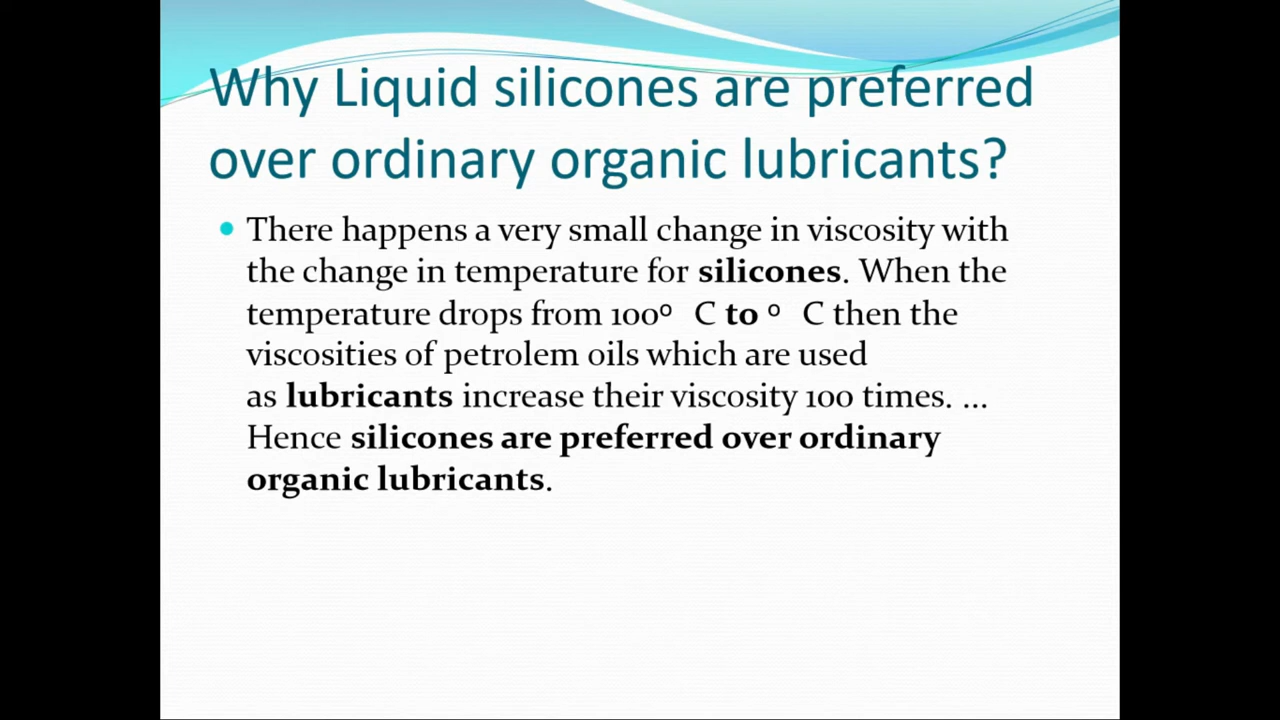 Why Liquid silicones are preferred
over ordinary organic lubricants?
• There happens a very small change in viscosity with
the change in temperature for silicones. When the
temperature drops from 100º C to º C then the
viscosities of petrolem oils which are used
as lubricants increase their viscosity 100 times. ...
Hence silicones are preferred over ordinary
organic lubricants.